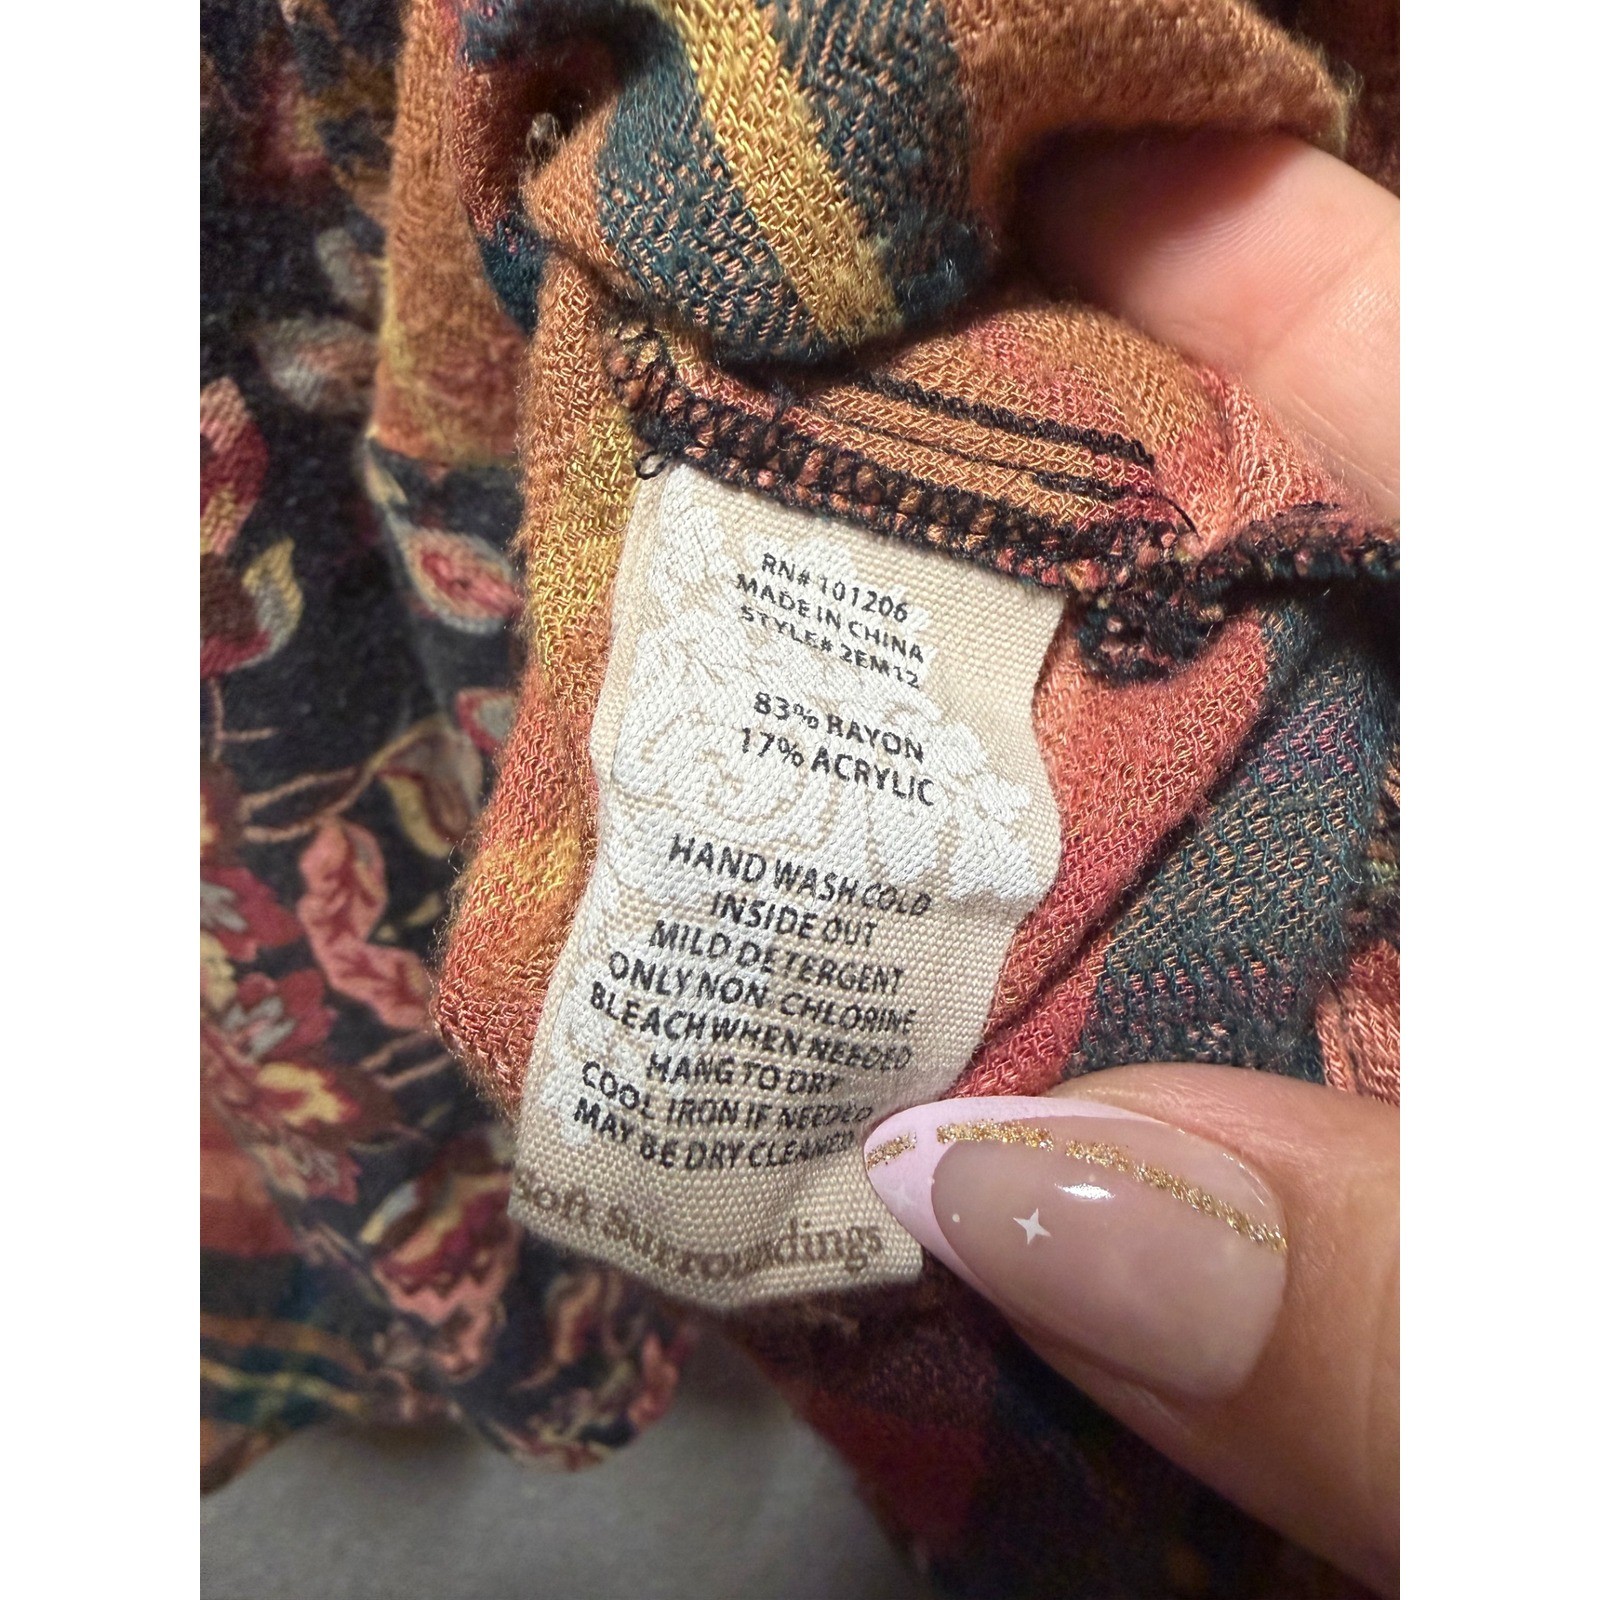 RN# 101206
MADE IN CHINA
STYLE# 2EM12
83% RAYON
17% ACRYLIC
HAND WASH COLD
INSIDE OUT
MILD DETERGENT
ONLY NON-CHLORINE
BLEACH WHEN NEEDED
HANG TO DRY
COOL IRON IF NEEDED
MAY BE DRY CLEANED
Soft Surroundings